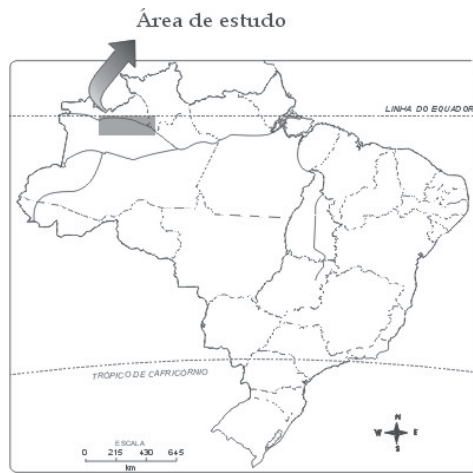 Área de estudo
LINHA DO EQUADOR
TRÓPICO DE CAPRICÓRNIO
N
W E
S
ESCALA
0 215 430 645
km